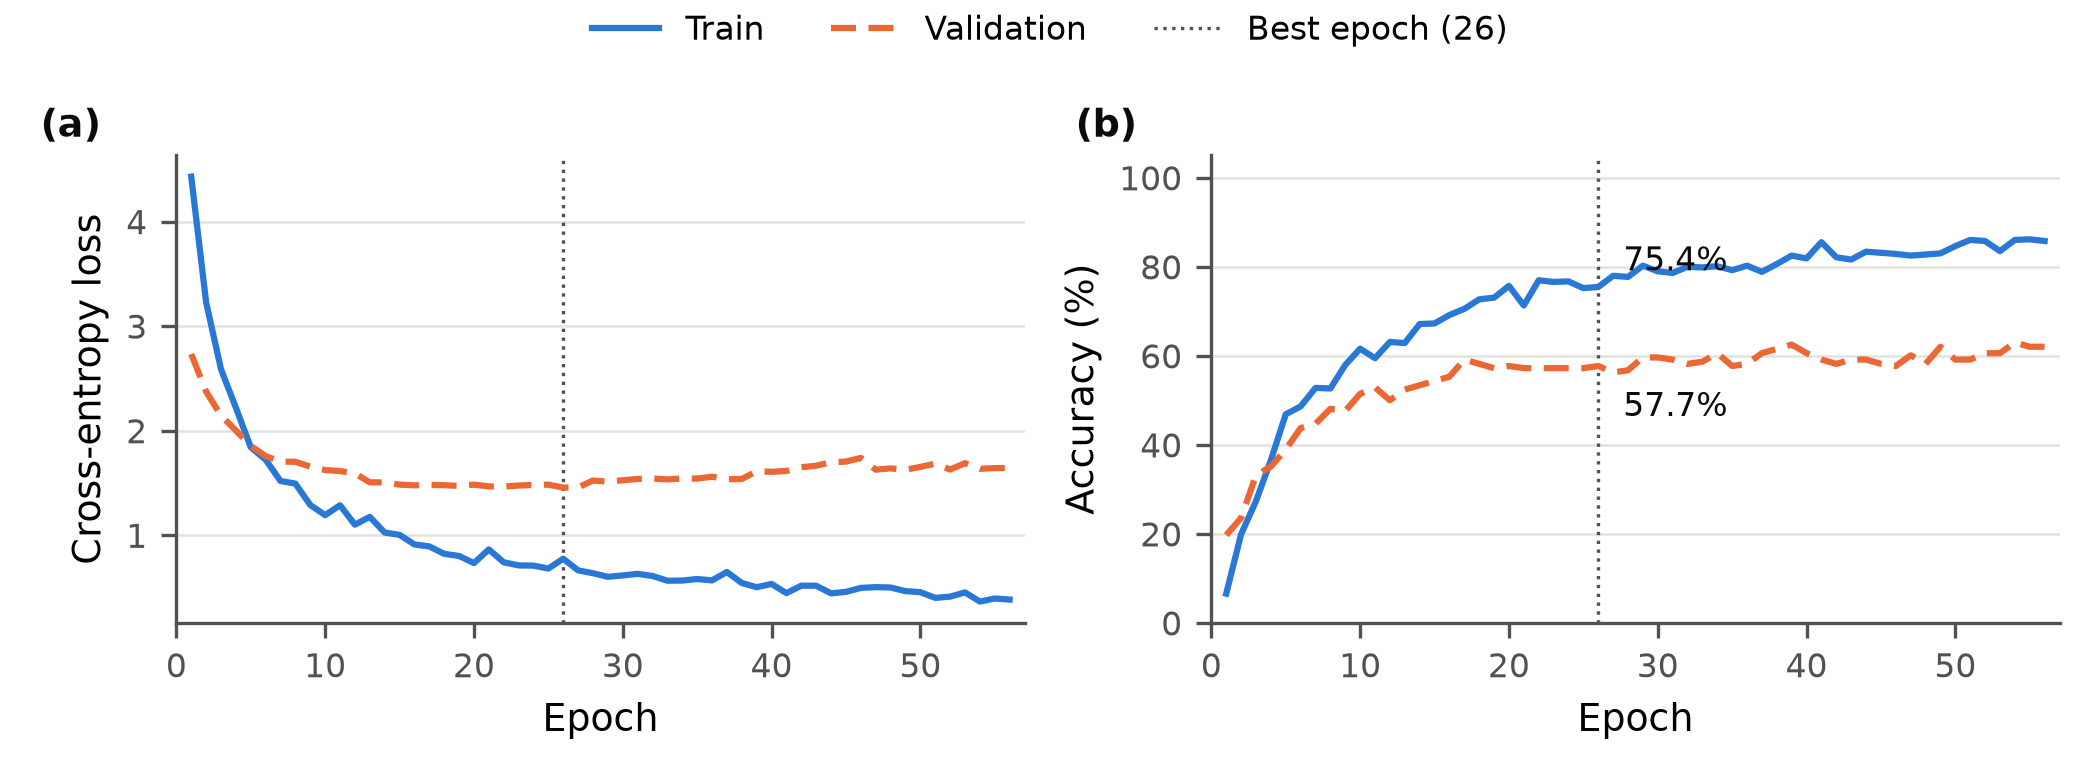 Train Validation Best epoch (26)
(a)
Cross-entropy loss
4
3
2
1
0 10 20 30 40 50
Epoch
(b)
Accuracy (%)
100
80
60
40
20
0
75.4%
57.7%
0 10 20 30 40 50
Epoch